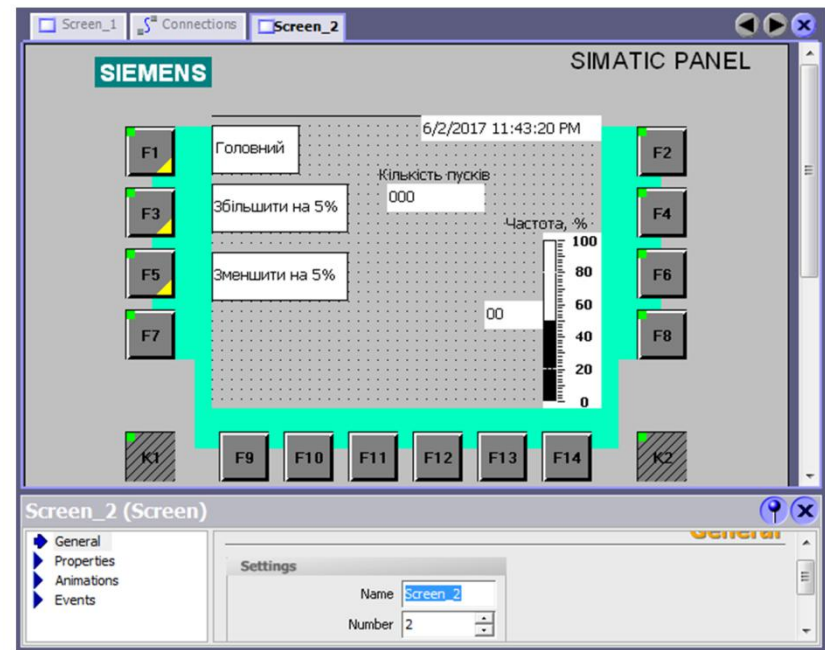 Screen_1
Connections
Screen_2
SIEMENS
SIMATIC PANEL
6/2/2017 11:43:20 PM
F1
Головний
F2
Кількість пусків
000
F3
Збільшити на 5%
F4
Частота, %
100
80
60
40
20
0
F5
Зменшити на 5%
F6
00
F7
F8
K1
F9
F10
F11
F12
F13
F14
K2
Screen_2 (Screen)
General
Properties
Animations
Events
General
Settings
Name Screen_2
Number 2